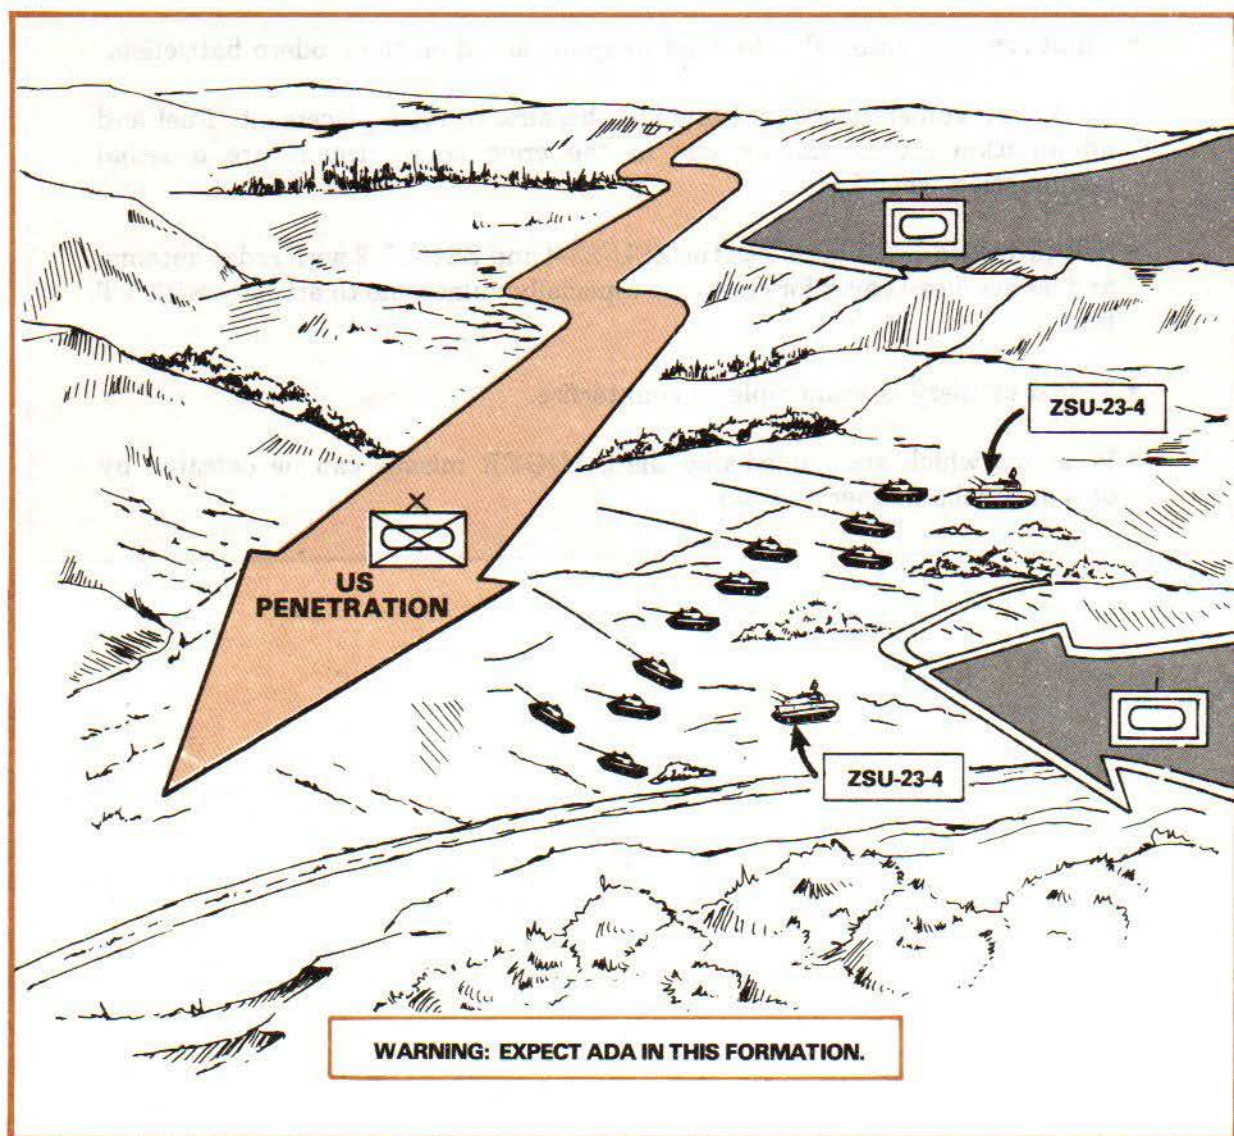 ZSU-23-4
US
PENETRATION
ZSU-23-4
WARNING: EXPECT ADA IN THIS FORMATION.